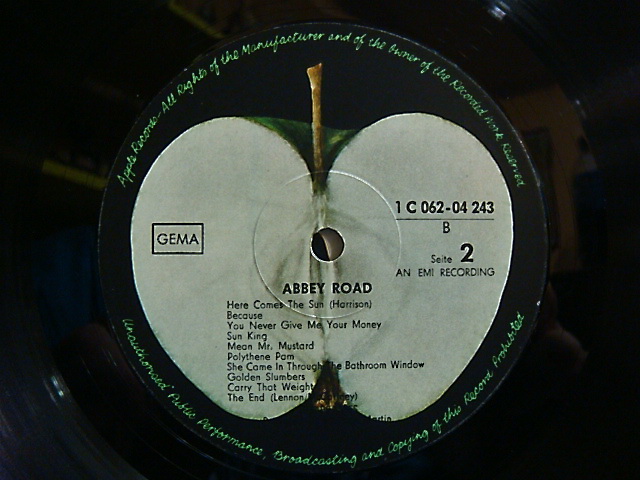 Apple Records–All Rights of the Manufacturer and of the Owner of the Recorded Work Reserved
GEMA
1 C 062-04 243
B
Seite 2
AN EMI RECORDING
ABBEY ROAD
Here Comes The Sun (Harrison)
Because
You Never Give Me Your Money
Sun King
Mean Mr. Mustard
Polythene Pam
She Came In Through The Bathroom Window
Golden Slumbers
Carry That Weight
The End (Lennon
Martin
Unauthorised Public Performance, Broadcasting and Copying of this Record Prohibited